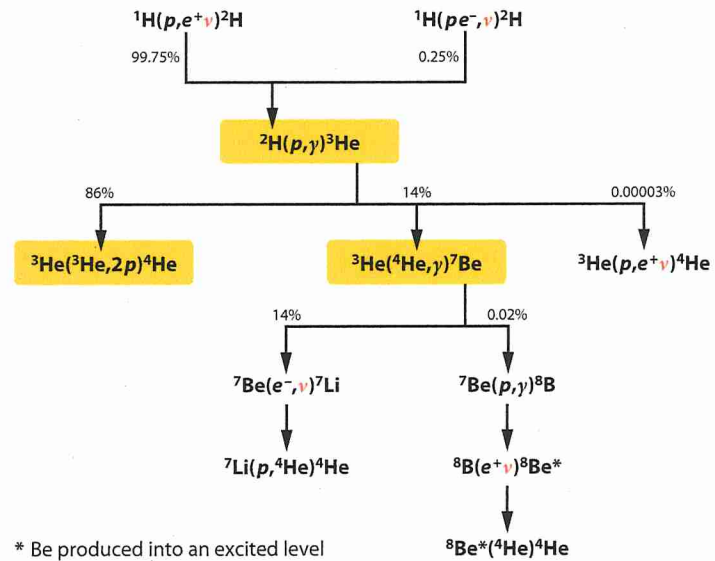 ¹H(p,e⁺ν)²H ¹H(pe⁻,ν)²H
99.75% 0.25%
²H(p,γ)³He
86% 14% 0.00003%
³He(³He,2p)⁴He ³He(⁴He,γ)⁷Be ³He(p,e⁺ν)⁴He
14% 0.02%
⁷Be(e⁻,ν)⁷Li ⁷Be(p,γ)⁸B
⁷Li(p,⁴He)⁴He ⁸B(e⁺ν)⁸Be*
* Be produced into an excited level ⁸Be*(⁴He)⁴He